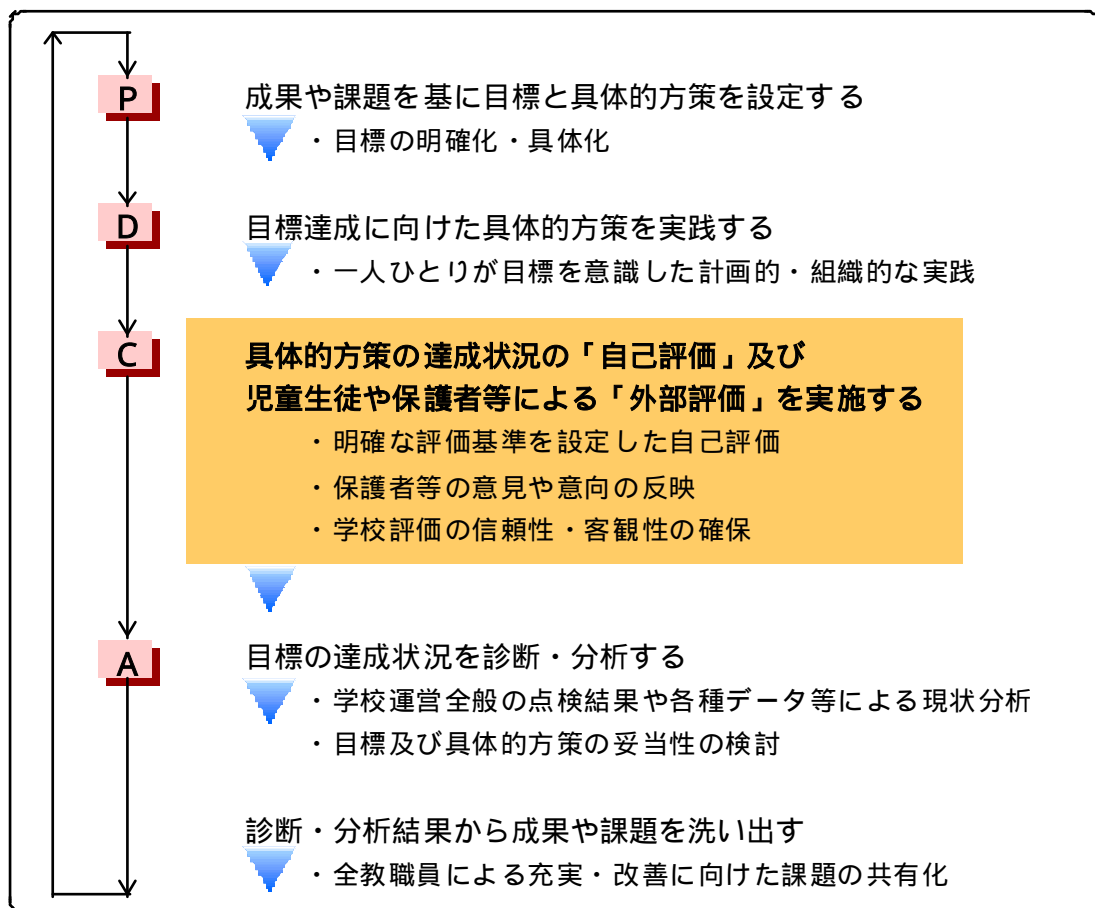 P
成果や課題を基に目標と具体的方策を設定する
・目標の明確化・具体化
D
目標達成に向けた具体的方策を実践する
・一人ひとりが目標を意識した計画的・組織的な実践
C
具体的方策の達成状況の「自己評価」及び
児童生徒や保護者等による「外部評価」を実施する
・明確な評価基準を設定した自己評価
・保護者等の意見や意向の反映
・学校評価の信頼性・客観性の確保
A
目標の達成状況を診断・分析する
・学校運営全般の点検結果や各種データ等による現状分析
・目標及び具体的方策の妥当性の検討
診断・分析結果から成果や課題を洗い出す
・全教職員による充実・改善に向けた課題の共有化